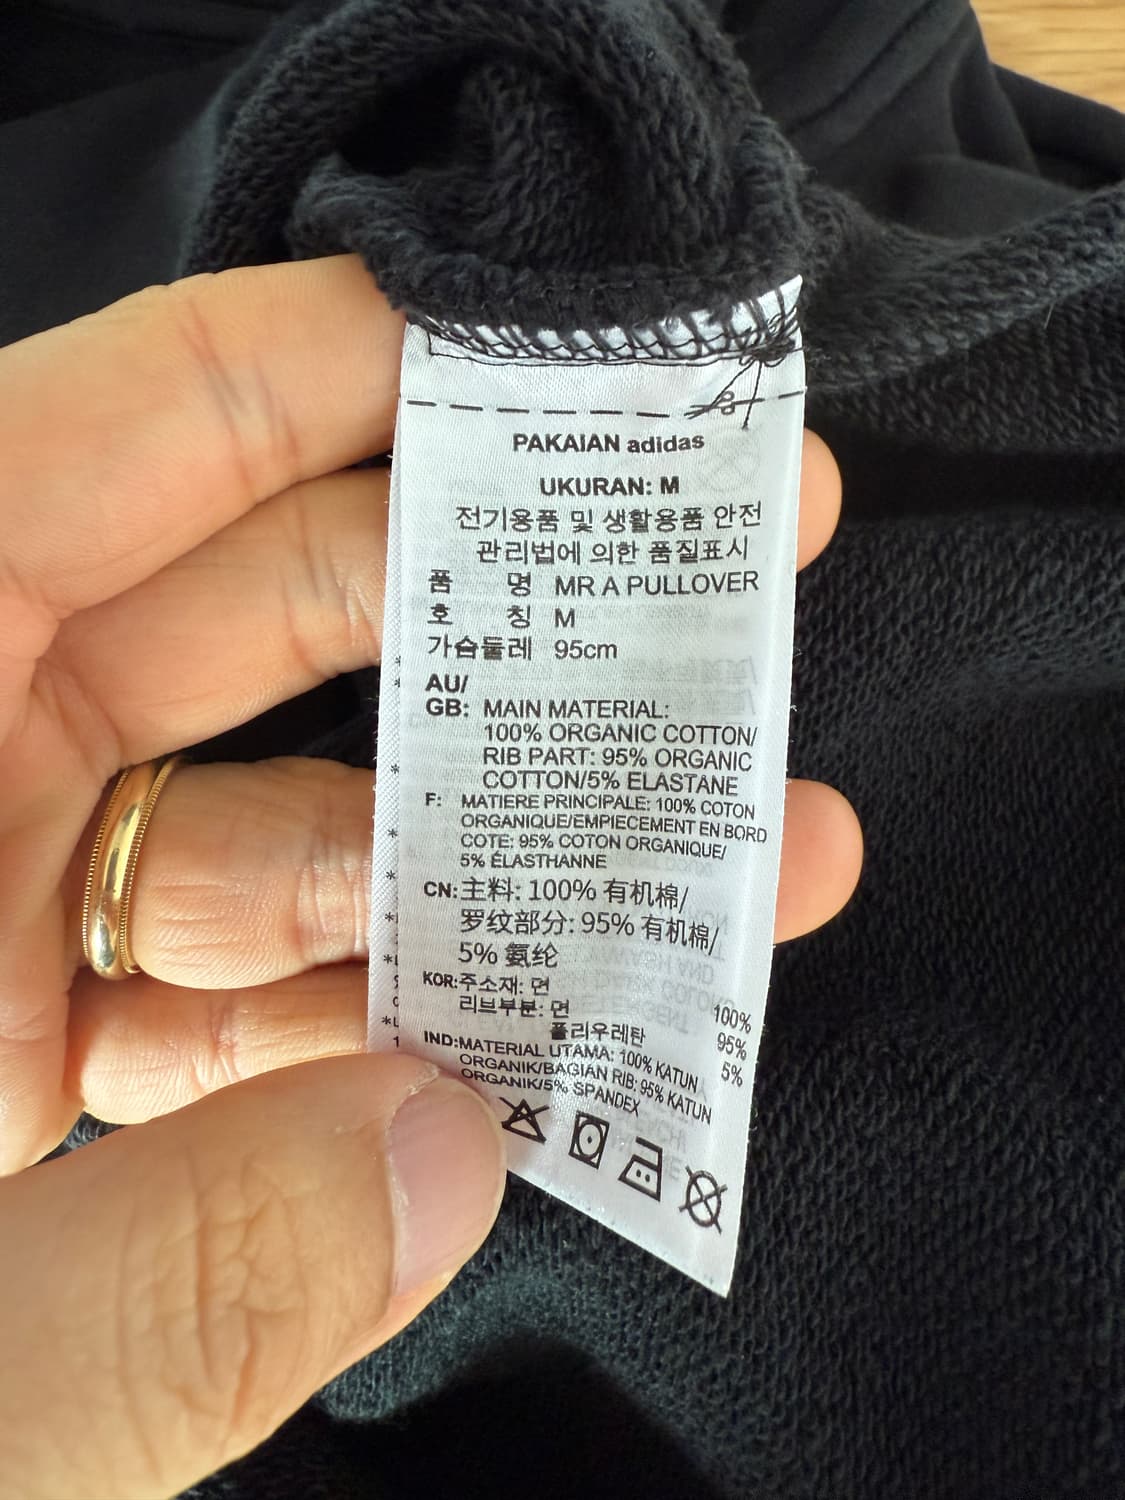 PAKAIAN adidas
UKURAN: M
전기용품 및 생활용품 안전
관리법에 의한 품질표시
품 명 MR A PULLOVER
호 칭 M
가슴둘레 95cm
AU/
GB: MAIN MATERIAL:
100% ORGANIC COTTON/
RIB PART: 95% ORGANIC
COTTON/5% ELASTANE
F: MATIERE PRINCIPALE: 100% COTON
ORGANIQUE/EMPIECEMENT EN BORD
COTE: 95% COTON ORGANIQUE/
5% ÉLASTHANNE
CN: 主料: 100% 有机棉/
罗纹部分: 95% 有机棉/
5% 氨纶
KOR: 주소재: 면 100%
리브부분: 면 95%
폴리우레탄 5%
IND: MATERIAL UTAMA: 100% KATUN
ORGANIK/BAGIAN RIB: 95% KATUN
ORGANIK/5% SPANDEX